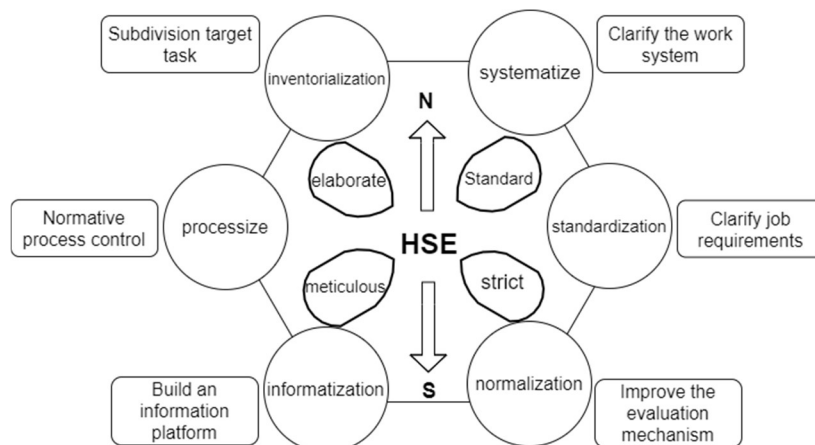 Subdivision target
task
inventorialization
systematize
Clarify the work
system
N
elaborate
Standard
Normative
process control
processize
HSE
standardization
Clarify job
requirements
meticulous
strict
Build an
information
platform
informatization
S
normalization
Improve the
evaluation
mechanism